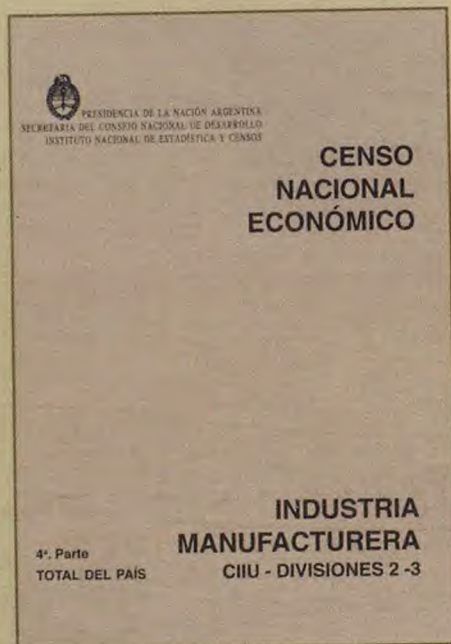 PRESIDENCIA DE LA NACIÓN ARGENTINA
SECRETARIA DEL CONSEJO NACIONAL DE DESARROLLO
INSTITUTO NACIONAL DE ESTADÍSTICA Y CENSOS
CENSO
NACIONAL
ECONÓMICO
INDUSTRIA
MANUFACTURERA
CIIU - DIVISIONES 2 -3
4ª. Parte
TOTAL DEL PAÍS